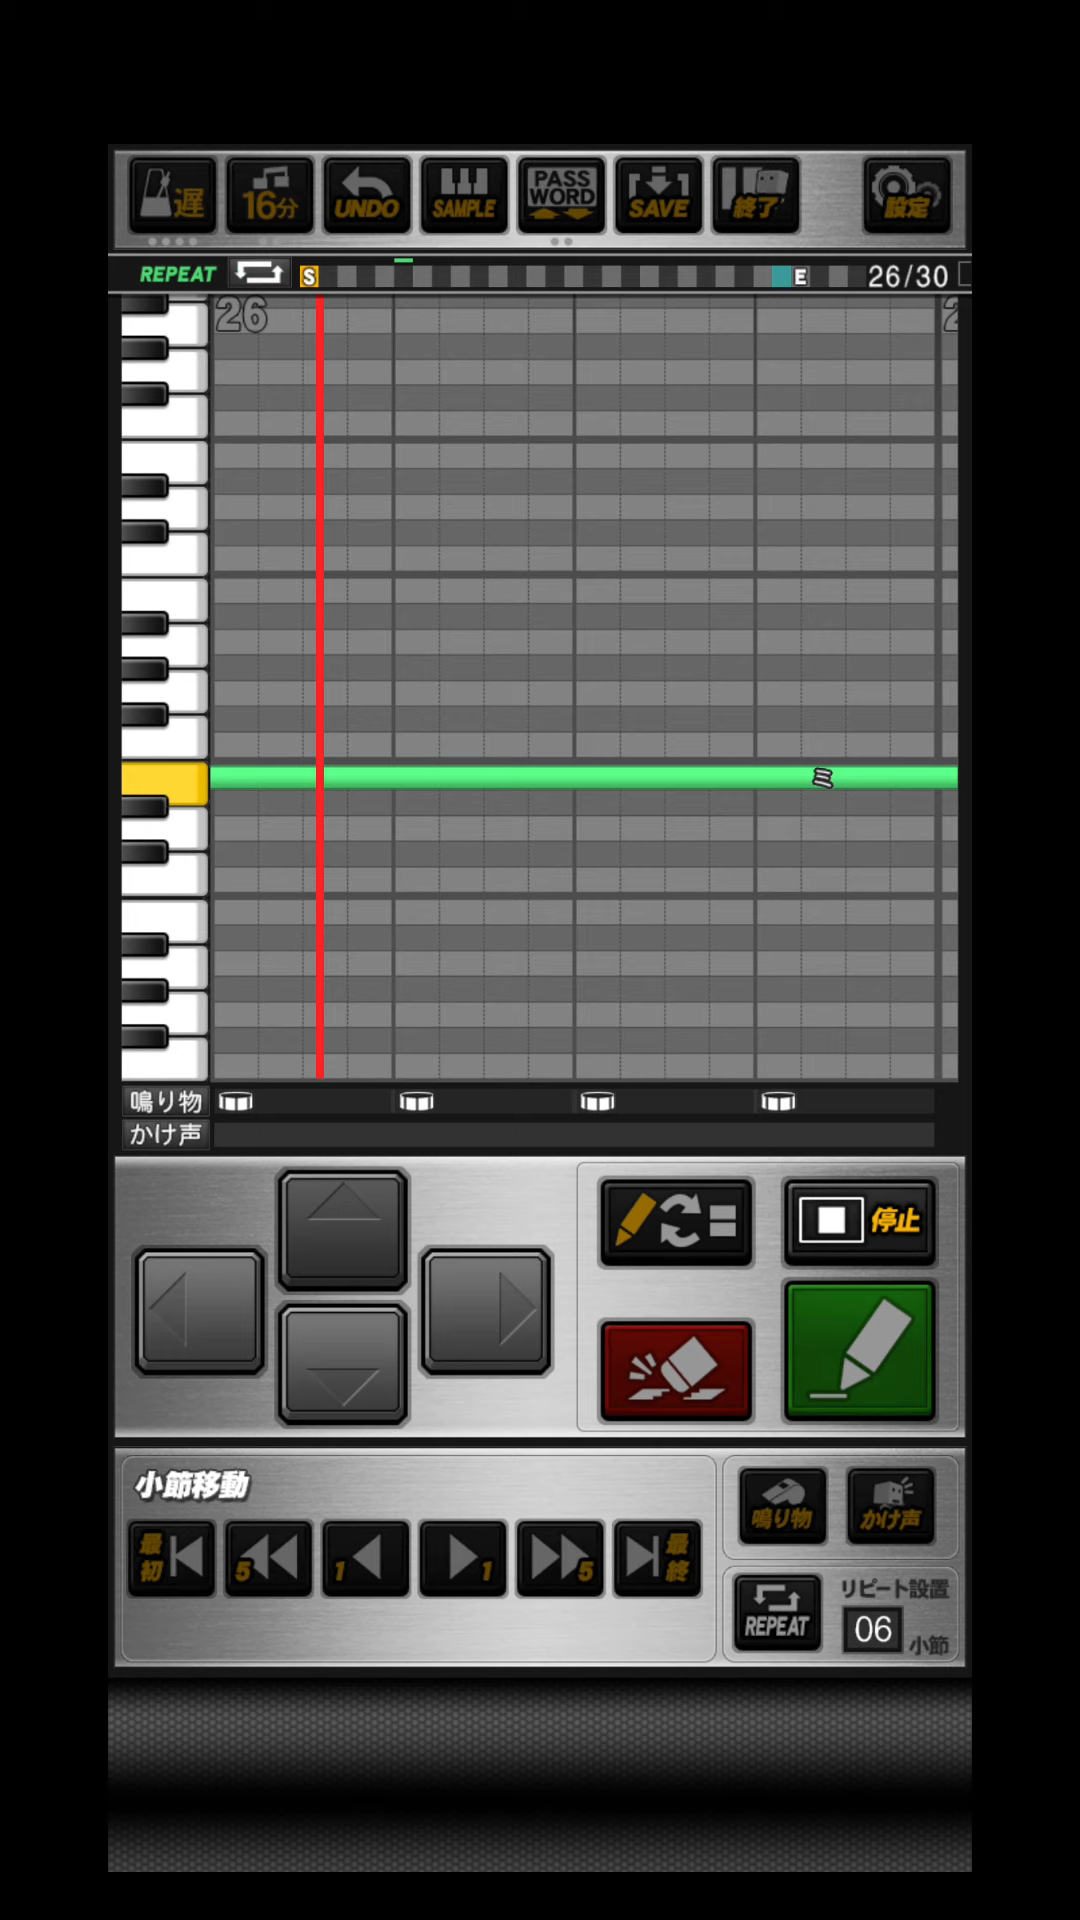 遅 16分 UNDO SAMPLE PASS WORD SAVE 終了 設定
REPEAT S E 26/30
26
鳴り物
かけ声
停止
小節移動
鳴り物 かけ声
最初 5 1 1 5 最終
リピート設置
REPEAT 06 小節